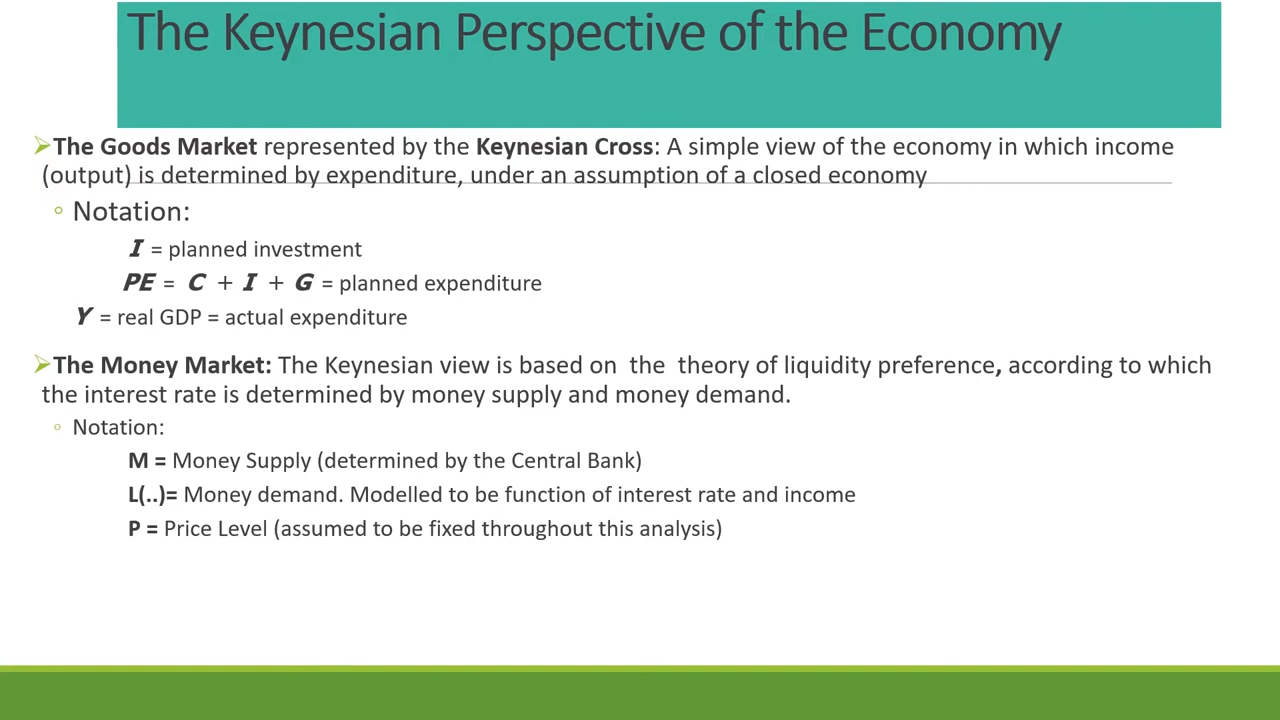 The Keynesian Perspective of the Economy
➢The Goods Market represented by the Keynesian Cross: A simple view of the economy in which income
(output) is determined by expenditure, under an assumption of a closed economy
◦ Notation:
I = planned investment
PE = C + I + G = planned expenditure
Y = real GDP = actual expenditure
➢The Money Market: The Keynesian view is based on the theory of liquidity preference, according to which
the interest rate is determined by money supply and money demand.
◦ Notation:
M = Money Supply (determined by the Central Bank)
L(..)= Money demand. Modelled to be function of interest rate and income
P = Price Level (assumed to be fixed throughout this analysis)